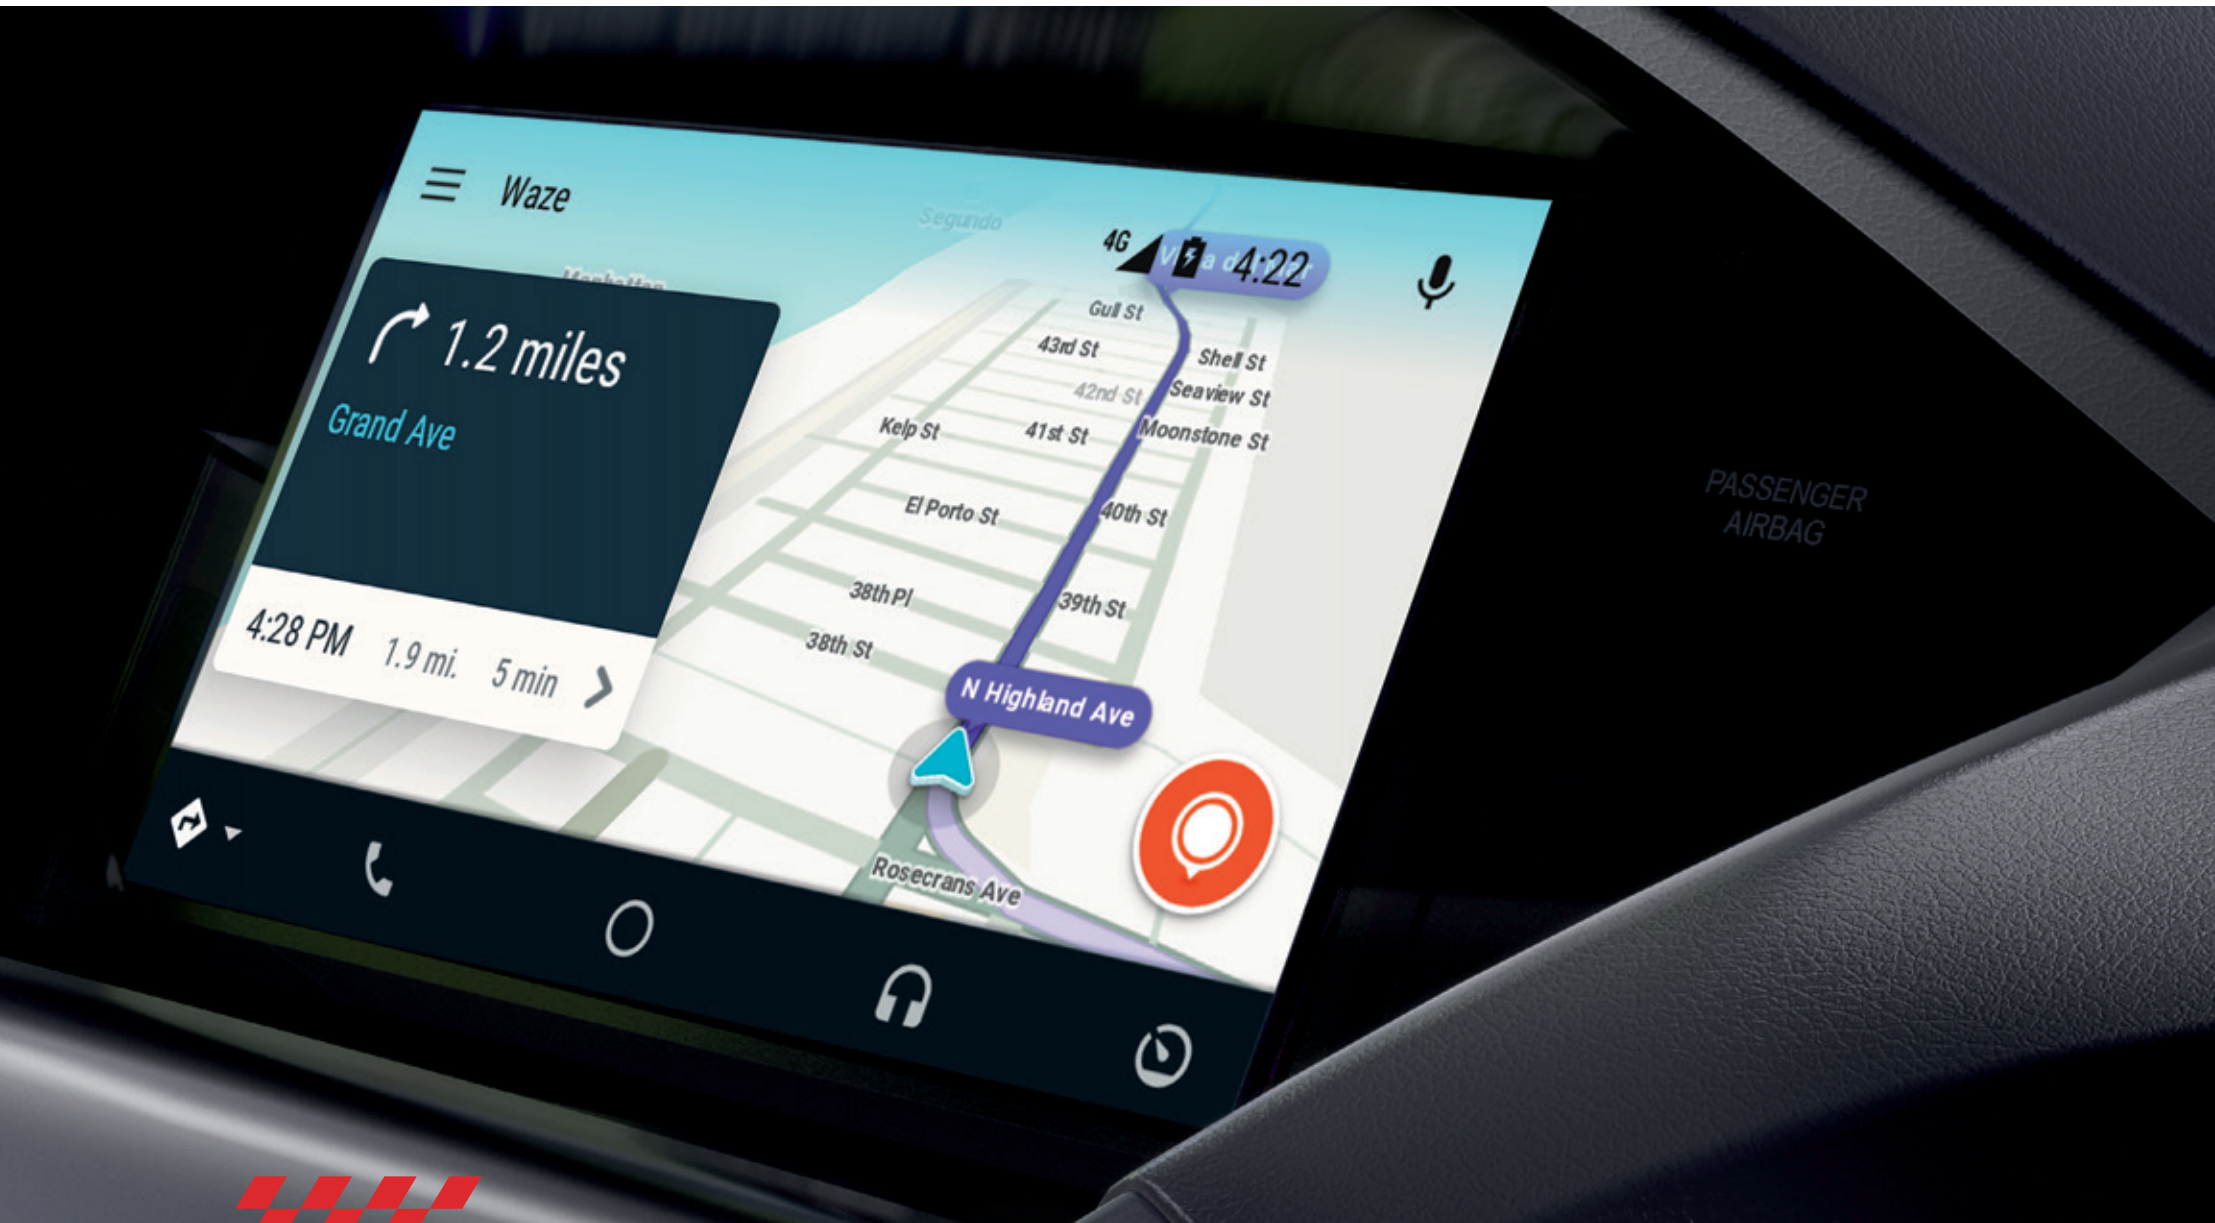 Waze
Segundo
4G
4:22
Manhattan
1.2 miles
Grand Ave
4:28 PM 1.9 mi. 5 min
Gull St
43rd St
Shell St
42nd St
Seaview St
Kelp St
41st St
Moonstone St
El Porto St
40th St
38th Pl
39th St
38th St
N Highland Ave
Rosecrans Ave
PASSENGER
AIRBAG